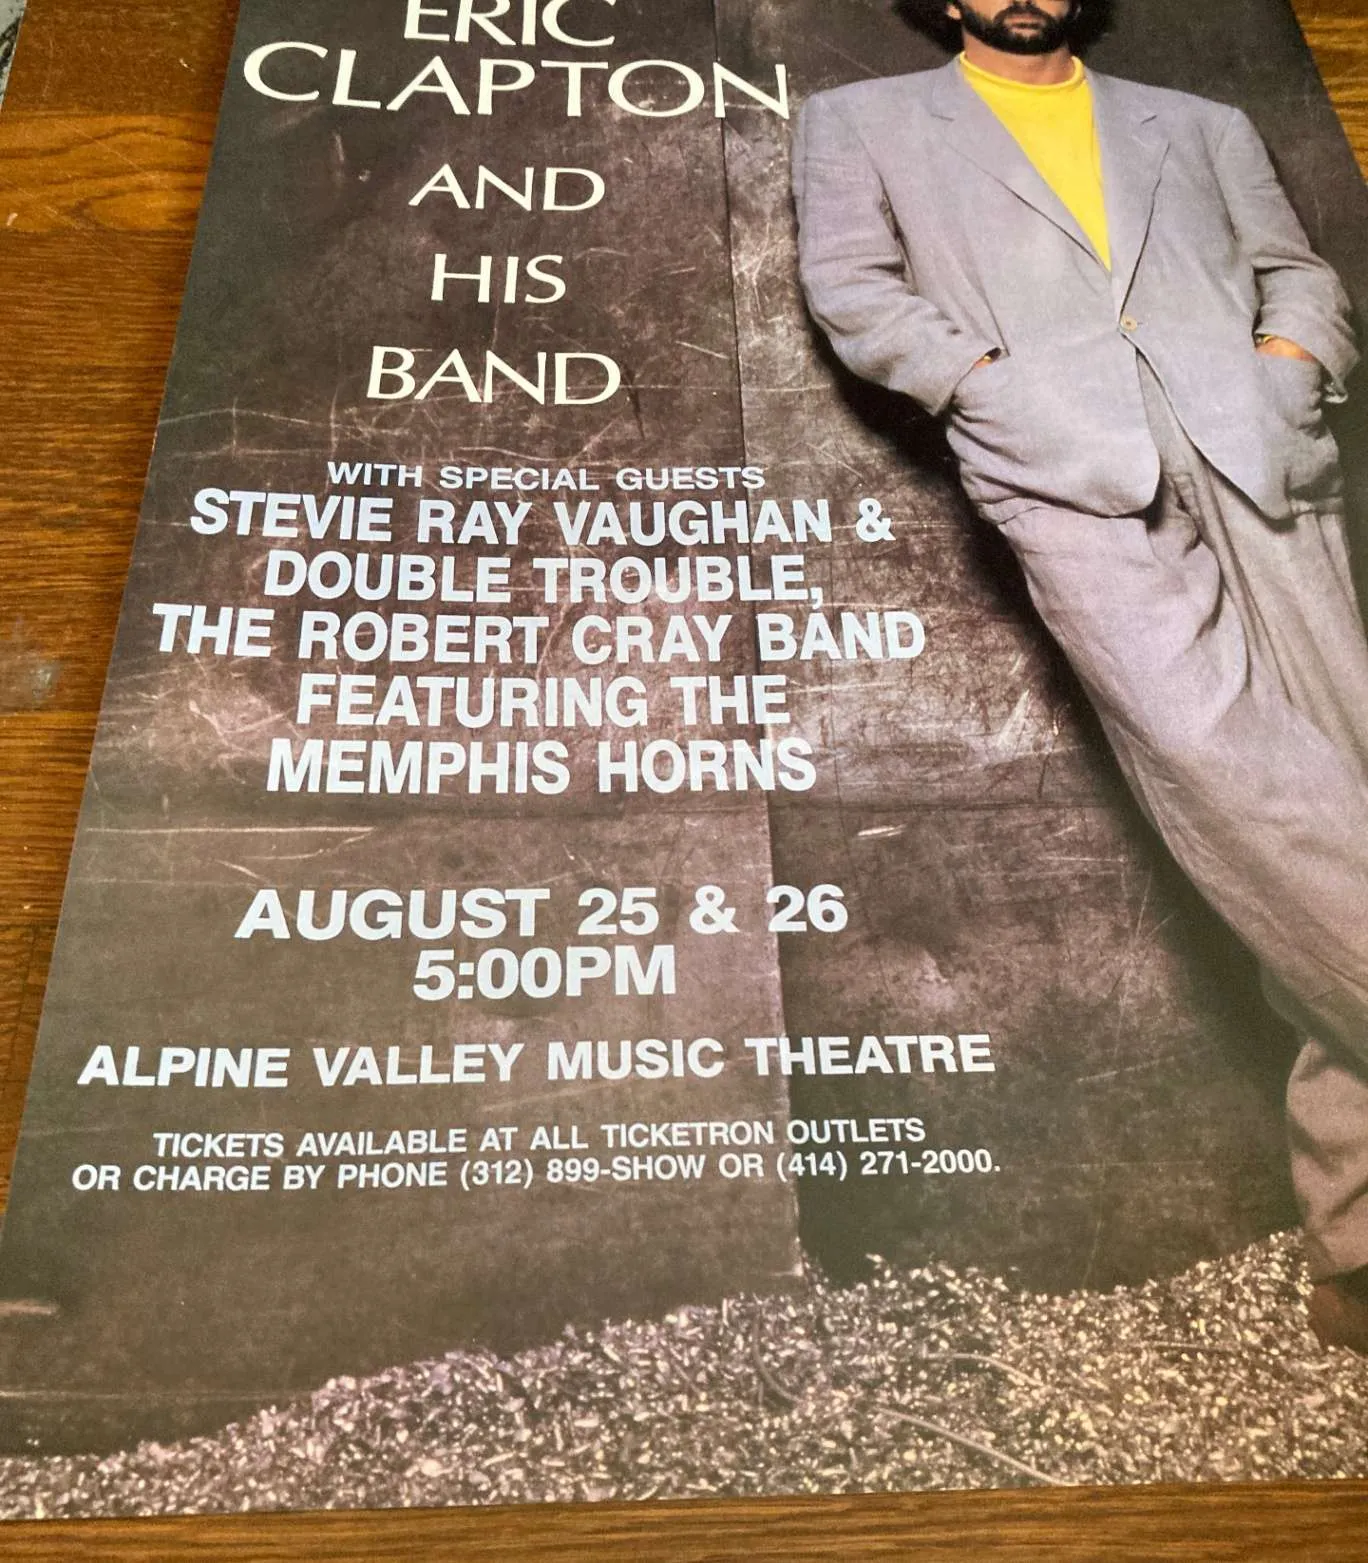 ERIC
CLAPTON
AND
HIS
BAND
WITH SPECIAL GUESTS
STEVIE RAY VAUGHAN &
DOUBLE TROUBLE,
THE ROBERT CRAY BAND
FEATURING THE
MEMPHIS HORNS
AUGUST 25 & 26
5:00PM
ALPINE VALLEY MUSIC THEATRE
TICKETS AVAILABLE AT ALL TICKETRON OUTLETS
OR CHARGE BY PHONE (312) 899-SHOW OR (414) 271-2000.